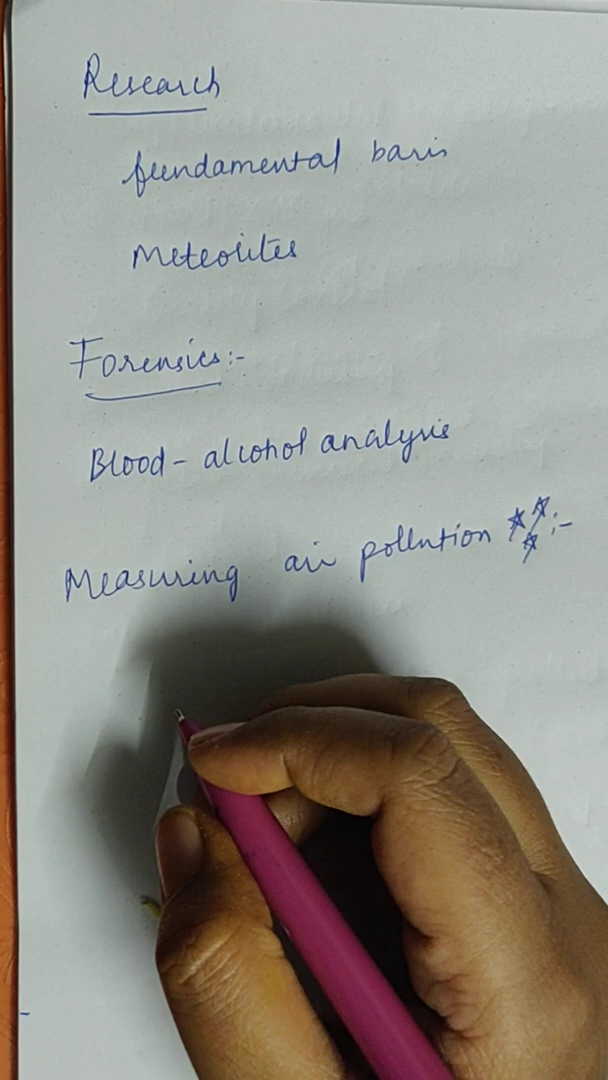 Research
fundamental basis
Meteorites
Forensics:-
Blood - alcohol analysis
Measuring air pollution ***:-